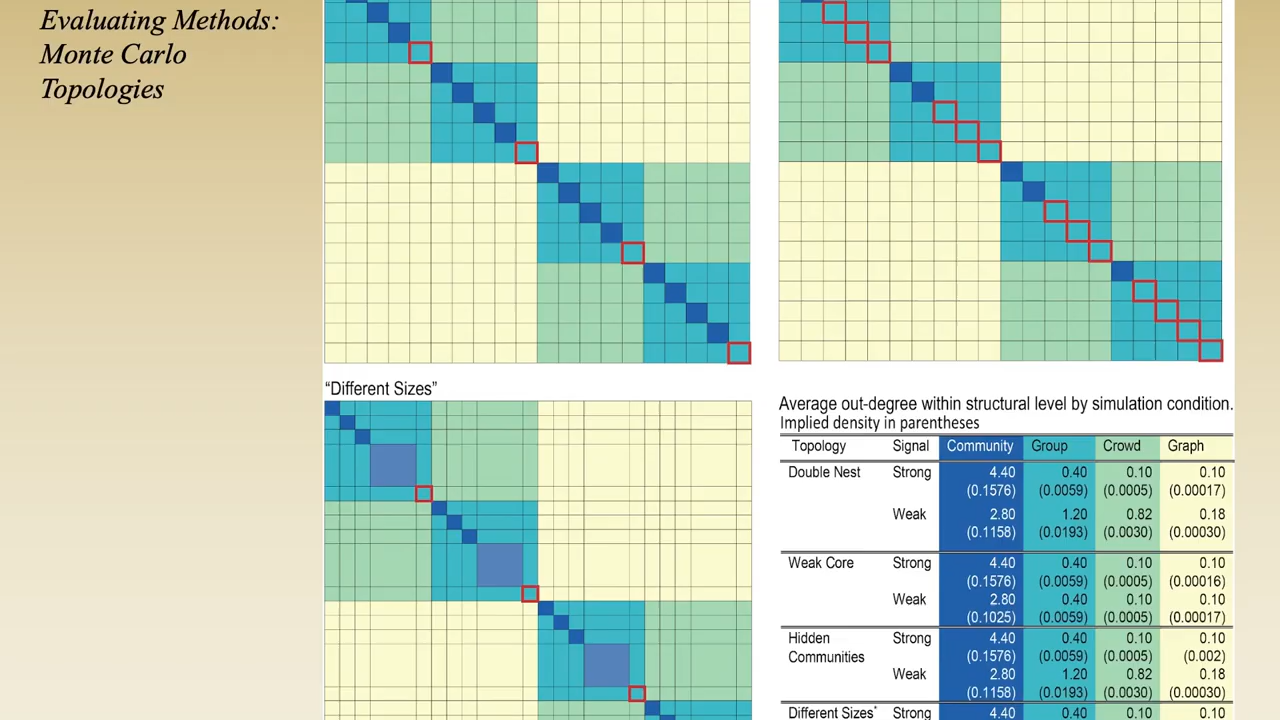 Evaluating Methods:
Monte Carlo
Topologies
“Different Sizes”
Average out-degree within structural level by simulation condition.
Implied density in parentheses
Topology Signal Community Group Crowd Graph
Double Nest Strong 4.40 0.40 0.10 0.10
(0.1576) (0.0059) (0.0005) (0.00017)
Weak 2.80 1.20 0.82 0.18
(0.1158) (0.0193) (0.0030) (0.00030)
Weak Core Strong 4.40 0.40 0.10 0.10
(0.1576) (0.0059) (0.0005) (0.00016)
Weak 2.80 0.40 0.10 0.10
(0.1025) (0.0059) (0.0005) (0.00017)
Hidden Strong 4.40 0.40 0.10 0.10
Communities (0.1576) (0.0059) (0.0005) (0.002)
Weak 2.80 1.20 0.82 0.18
(0.1158) (0.0193) (0.0030) (0.00030)
Different Sizes* Strong 4.40 0.40 0.10 0.10